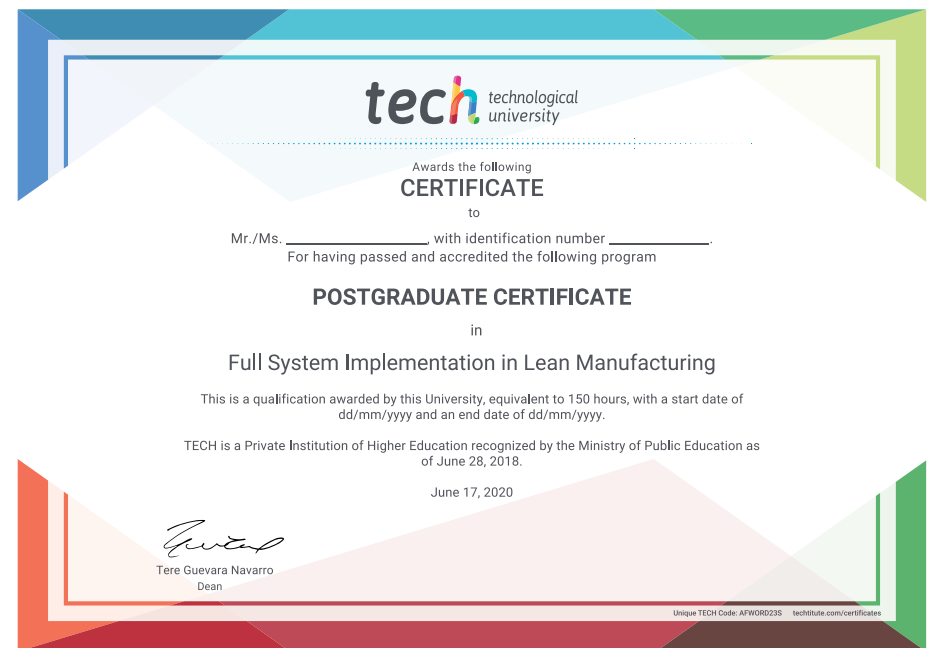 tech technological
university
Awards the following
CERTIFICATE
to
Mr./Ms. ____________, with identification number ____________.
For having passed and accredited the following program
POSTGRADUATE CERTIFICATE
in
Full System Implementation in Lean Manufacturing
This is a qualification awarded by this University, equivalent to 150 hours, with a start date of
dd/mm/yyyy and an end date of dd/mm/yyyy.
TECH is a Private Institution of Higher Education recognized by the Ministry of Public Education as
of June 28, 2018.
June 17, 2020
Tere Guevara Navarro
Dean
Unique TECH Code: AFWORD23S techtitute.com/certificates